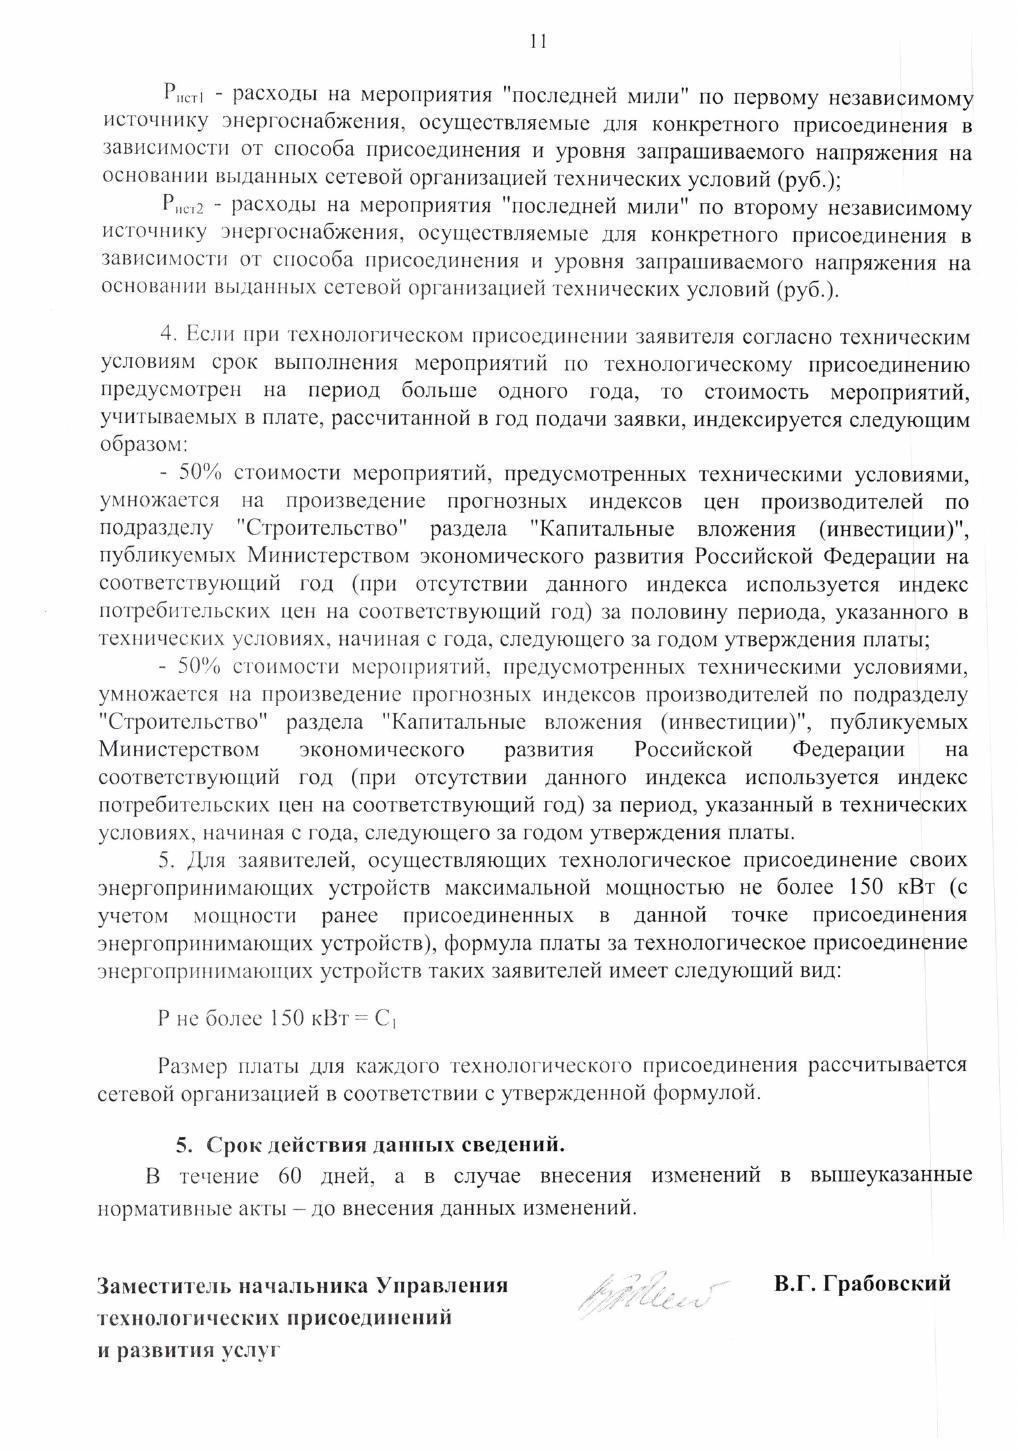 11
Рист1 - расходы на мероприятия "последней мили" по первому независимому
источнику энергоснабжения, осуществляемые для конкретного присоединения в
зависимости от способа присоединения и уровня запрашиваемого напряжения на
основании выданных сетевой организацией технических условий (руб.);
Рист2 - расходы на мероприятия "последней мили" по второму независимому
источнику энергоснабжения, осуществляемые для конкретного присоединения в
зависимости от способа присоединения и уровня запрашиваемого напряжения на
основании выданных сетевой организацией технических условий (руб.).
4. Если при технологическом присоединении заявителя согласно техническим
условиям срок выполнения мероприятий по технологическому присоединению
предусмотрен на период больше одного года, то стоимость мероприятий,
учитываемых в плате, рассчитанной в год подачи заявки, индексируется следующим
образом:
- 50% стоимости мероприятий, предусмотренных техническими условиями,
умножается на произведение прогнозных индексов цен производителей по
подразделу "Строительство" раздела "Капитальные вложения (инвестиции)",
публикуемых Министерством экономического развития Российской Федерации на
соответствующий год (при отсутствии данного индекса используется индекс
потребительских цен на соответствующий год) за половину периода, указанного в
технических условиях, начиная с года, следующего за годом утверждения платы;
- 50% стоимости мероприятий, предусмотренных техническими условиями,
умножается на произведение прогнозных индексов производителей по подразделу
"Строительство" раздела "Капитальные вложения (инвестиции)", публикуемых
Министерством экономического развития Российской Федерации на
соответствующий год (при отсутствии данного индекса используется индекс
потребительских цен на соответствующий год) за период, указанный в технических
условиях, начиная с года, следующего за годом утверждения платы.
5. Для заявителей, осуществляющих технологическое присоединение своих
энергопринимающих устройств максимальной мощностью не более 150 кВт (с
учетом мощности ранее присоединенных в данной точке присоединения
энергопринимающих устройств), формула платы за технологическое присоединение
энергопринимающих устройств таких заявителей имеет следующий вид:
Р не более 150 кВт = С1
Размер платы для каждого технологического присоединения рассчитывается
сетевой организацией в соответствии с утвержденной формулой.
5. Срок действия данных сведений.
В течение 60 дней, а в случае внесения изменений в вышеуказанные
нормативные акты – до внесения данных изменений.
Заместитель начальника Управления
технологических присоединений
и развития услуг
В.Г. Грабовский